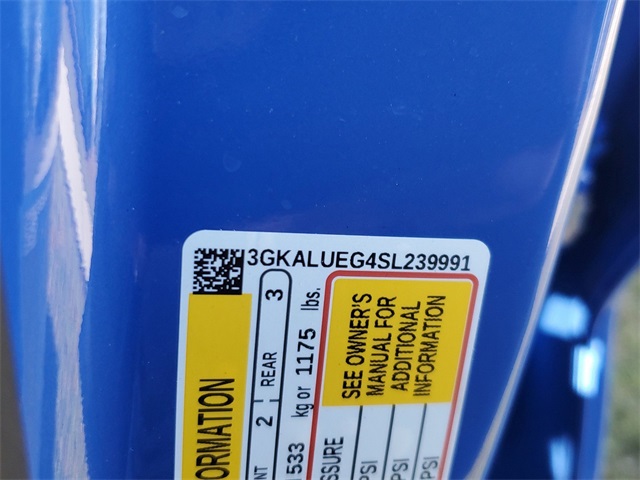 3GKALUEG4SL239991
ORMATION
NT 2 REAR 3
533 kg or 1175 lbs.
SEE OWNER'S
MANUAL FOR
ADDITIONAL
INFORMATION
SSURE
PSI
PSI
PSI